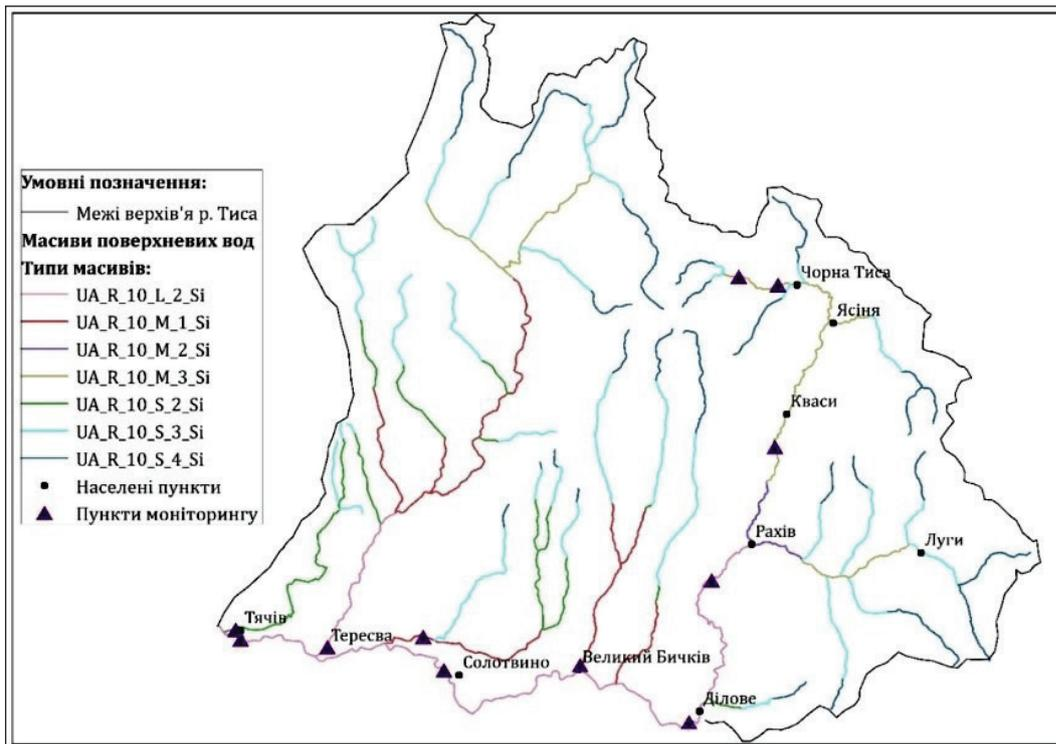 Умовні позначення:
Межі верхів'я р. Тиса
Масиви поверхневих вод
Типи масивів:
UA_R_10_L_2_Si
UA_R_10_M_1_Si
UA_R_10_M_2_Si
UA_R_10_M_3_Si
UA_R_10_S_2_Si
UA_R_10_S_3_Si
UA_R_10_S_4_Si
Населені пункти
Пункти моніторингу
Чорна Тиса
Ясіня
Кваси
Рахів
Луги
Тячів
Тересва
Солотвино
Великий Бичків
Ділове